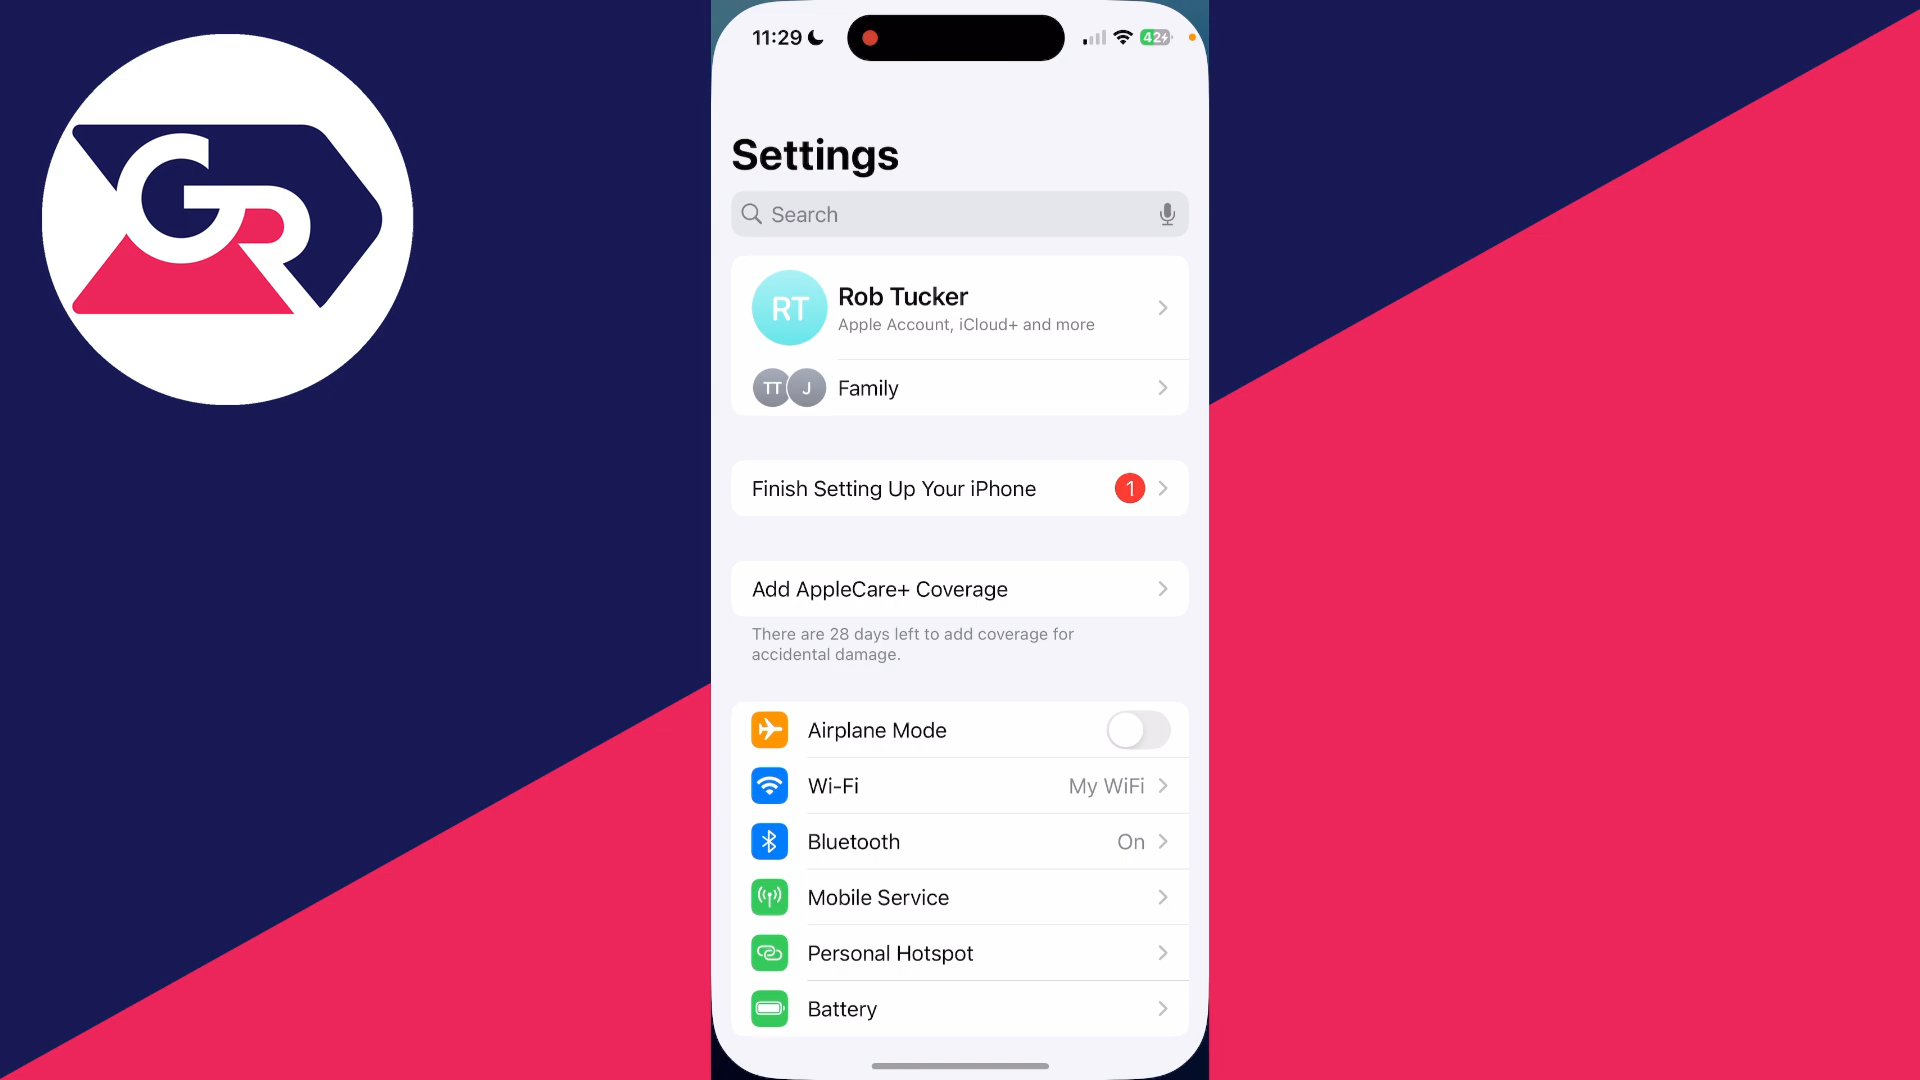 GR
11:29
42
Settings
Search
RT
Rob Tucker
Apple Account, iCloud+ and more
TT J Family
Finish Setting Up Your iPhone 1
Add AppleCare+ Coverage
There are 28 days left to add coverage for
accidental damage.
Airplane Mode
Wi-Fi My WiFi
Bluetooth On
Mobile Service
Personal Hotspot
Battery